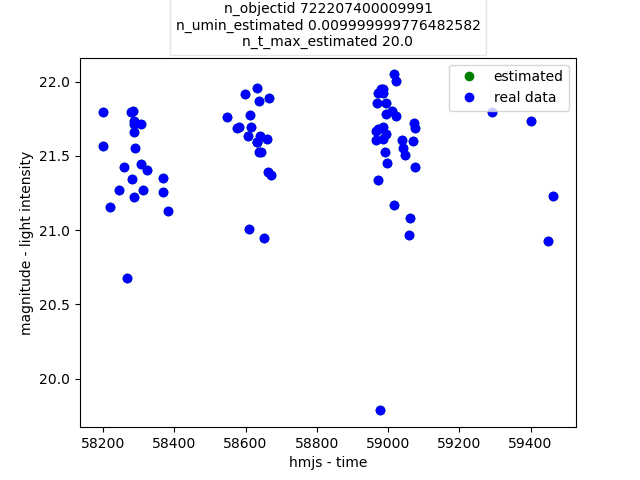 n_objectid 722207400009991
n_umin_estimated 0.009999999776482582
n_t_max_estimated 20.0
estimated
real data
magnitude - light intensity
22.0
21.5
21.0
20.5
20.0
58200 58400 58600 58800 59000 59200 59400
hmjs - time